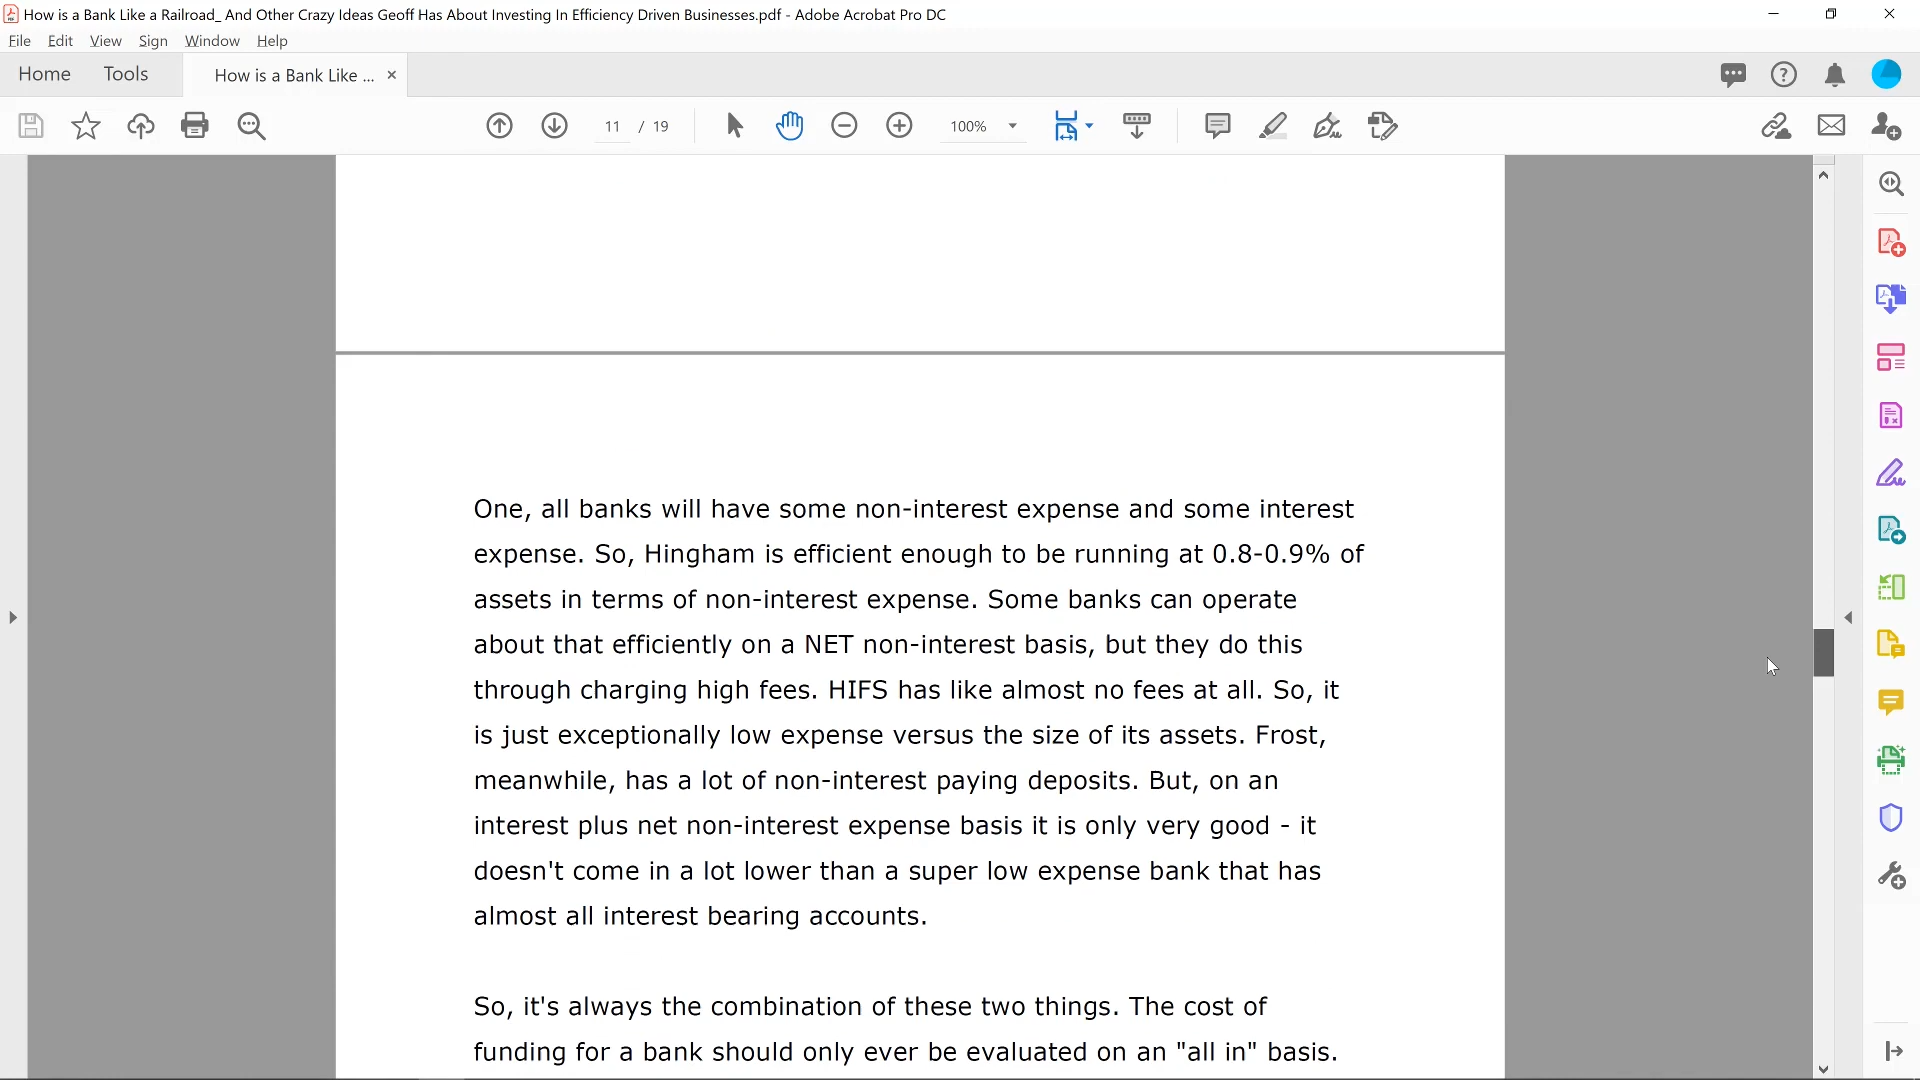 How is a Bank Like a Railroad_ And Other Crazy Ideas Geoff Has About Investing In Efficiency Driven Businesses.pdf - Adobe Acrobat Pro DC
File Edit View Sign Window Help
Home Tools How is a Bank Like ... ×
11 / 19 100%
One, all banks will have some non-interest expense and some interest
expense. So, Hingham is efficient enough to be running at 0.8-0.9% of
assets in terms of non-interest expense. Some banks can operate
about that efficiently on a NET non-interest basis, but they do this
through charging high fees. HIFS has like almost no fees at all. So, it
is just exceptionally low expense versus the size of its assets. Frost,
meanwhile, has a lot of non-interest paying deposits. But, on an
interest plus net non-interest expense basis it is only very good - it
doesn't come in a lot lower than a super low expense bank that has
almost all interest bearing accounts.
So, it's always the combination of these two things. The cost of
funding for a bank should only ever be evaluated on an "all in" basis.